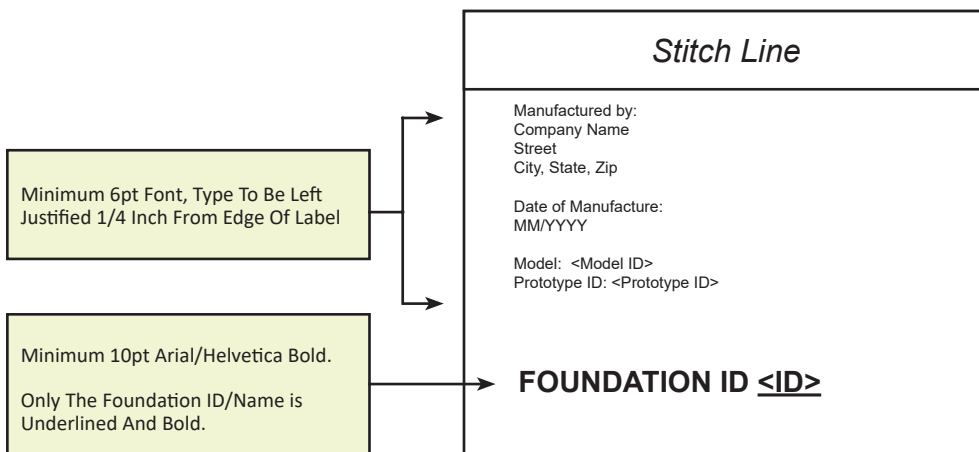 Stitch Line
Manufactured by:
Company Name
Street
City, State, Zip
Date of Manufacture:
MM/YYYY
Model: <Model ID>
Prototype ID: <Prototype ID>
FOUNDATION ID <ID>
Minimum 6pt Font, Type To Be Left
Justified 1/4 Inch From Edge Of Label
Minimum 10pt Arial/Helvetica Bold.
Only The Foundation ID/Name is
Underlined And Bold.